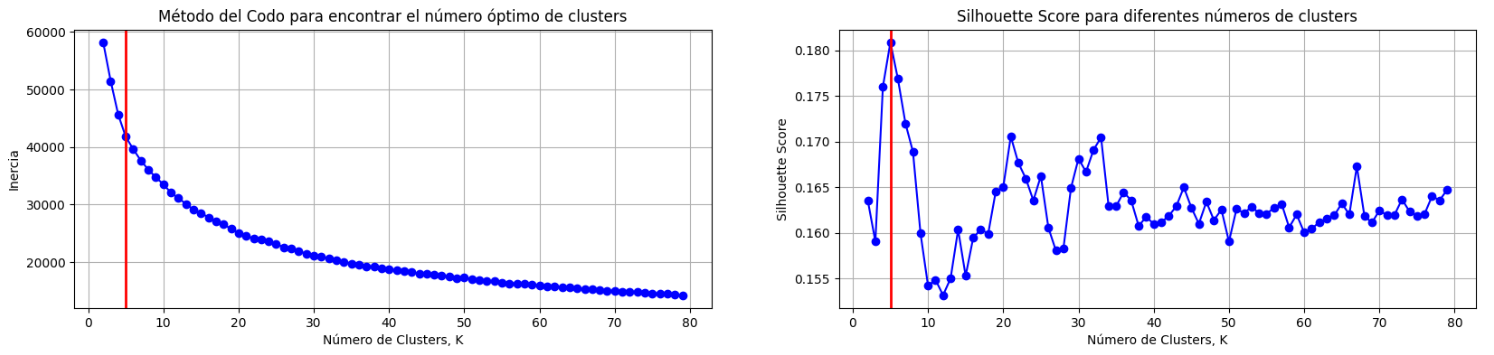 Método del Codo para encontrar el número óptimo de clusters
60000
50000
40000
30000
20000
Inercia
0 10 20 30 40 50 60 70 80
Número de Clusters, K
Silhouette Score para diferentes números de clusters
0.180
0.175
0.170
0.165
0.160
0.155
Silhouette Score
0 10 20 30 40 50 60 70 80
Número de Clusters, K